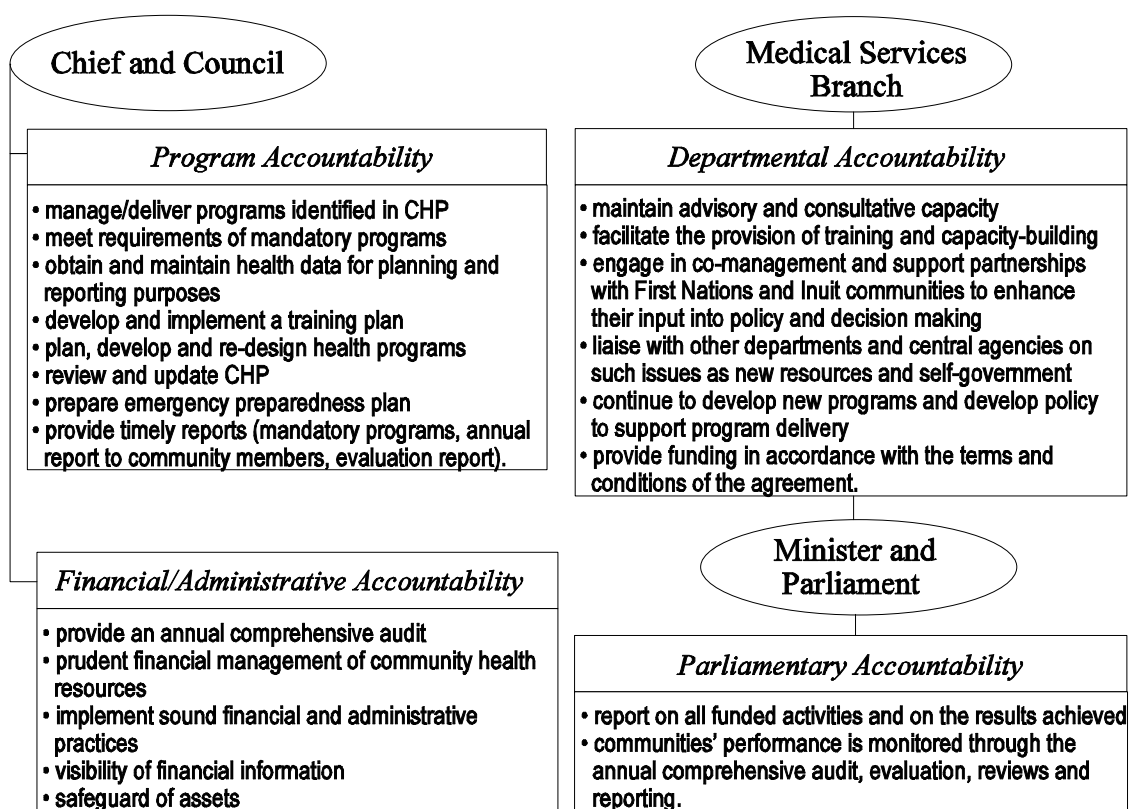 Chief and Council
Program Accountability
• manage/deliver programs identified in CHP
• meet requirements of mandatory programs
• obtain and maintain health data for planning and
reporting purposes
• develop and implement a training plan
• plan, develop and re-design health programs
• review and update CHP
• prepare emergency preparedness plan
• provide timely reports (mandatory programs, annual
report to community members, evaluation report).
Financial/Administrative Accountability
• provide an annual comprehensive audit
• prudent financial management of community health
resources
• implement sound financial and administrative
practices
• visibility of financial information
• safeguard of assets
Medical Services
Branch
Departmental Accountability
• maintain advisory and consultative capacity
• facilitate the provision of training and capacity-building
• engage in co-management and support partnerships
with First Nations and Inuit communities to enhance
their input into policy and decision making
• liaise with other departments and central agencies on
such issues as new resources and self-government
• continue to develop new programs and develop policy
to support program delivery
• provide funding in accordance with the terms and
conditions of the agreement.
Minister and
Parliament
Parliamentary Accountability
• report on all funded activities and on the results achieved
• communities' performance is monitored through the
annual comprehensive audit, evaluation, reviews and
reporting.